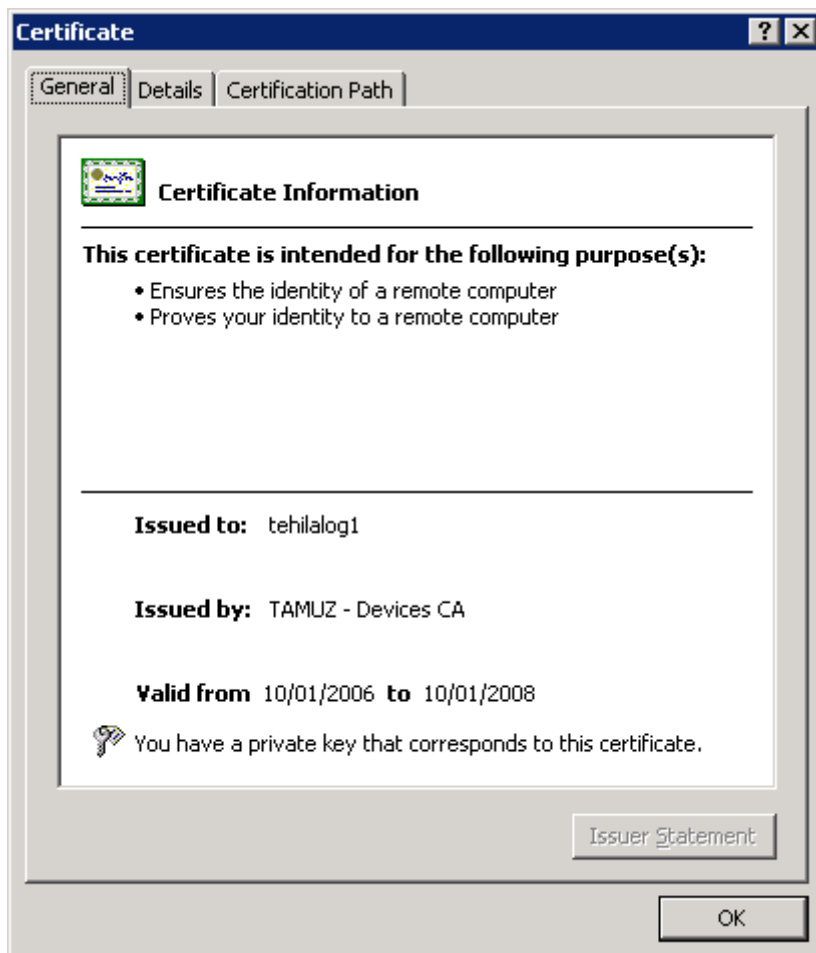 Certificate
General Details Certification Path
Certificate Information
This certificate is intended for the following purpose(s):
• Ensures the identity of a remote computer
• Proves your identity to a remote computer
Issued to: tehilalog1
Issued by: TAMUZ - Devices CA
Valid from 10/01/2006 to 10/01/2008
You have a private key that corresponds to this certificate.
Issuer Statement
OK